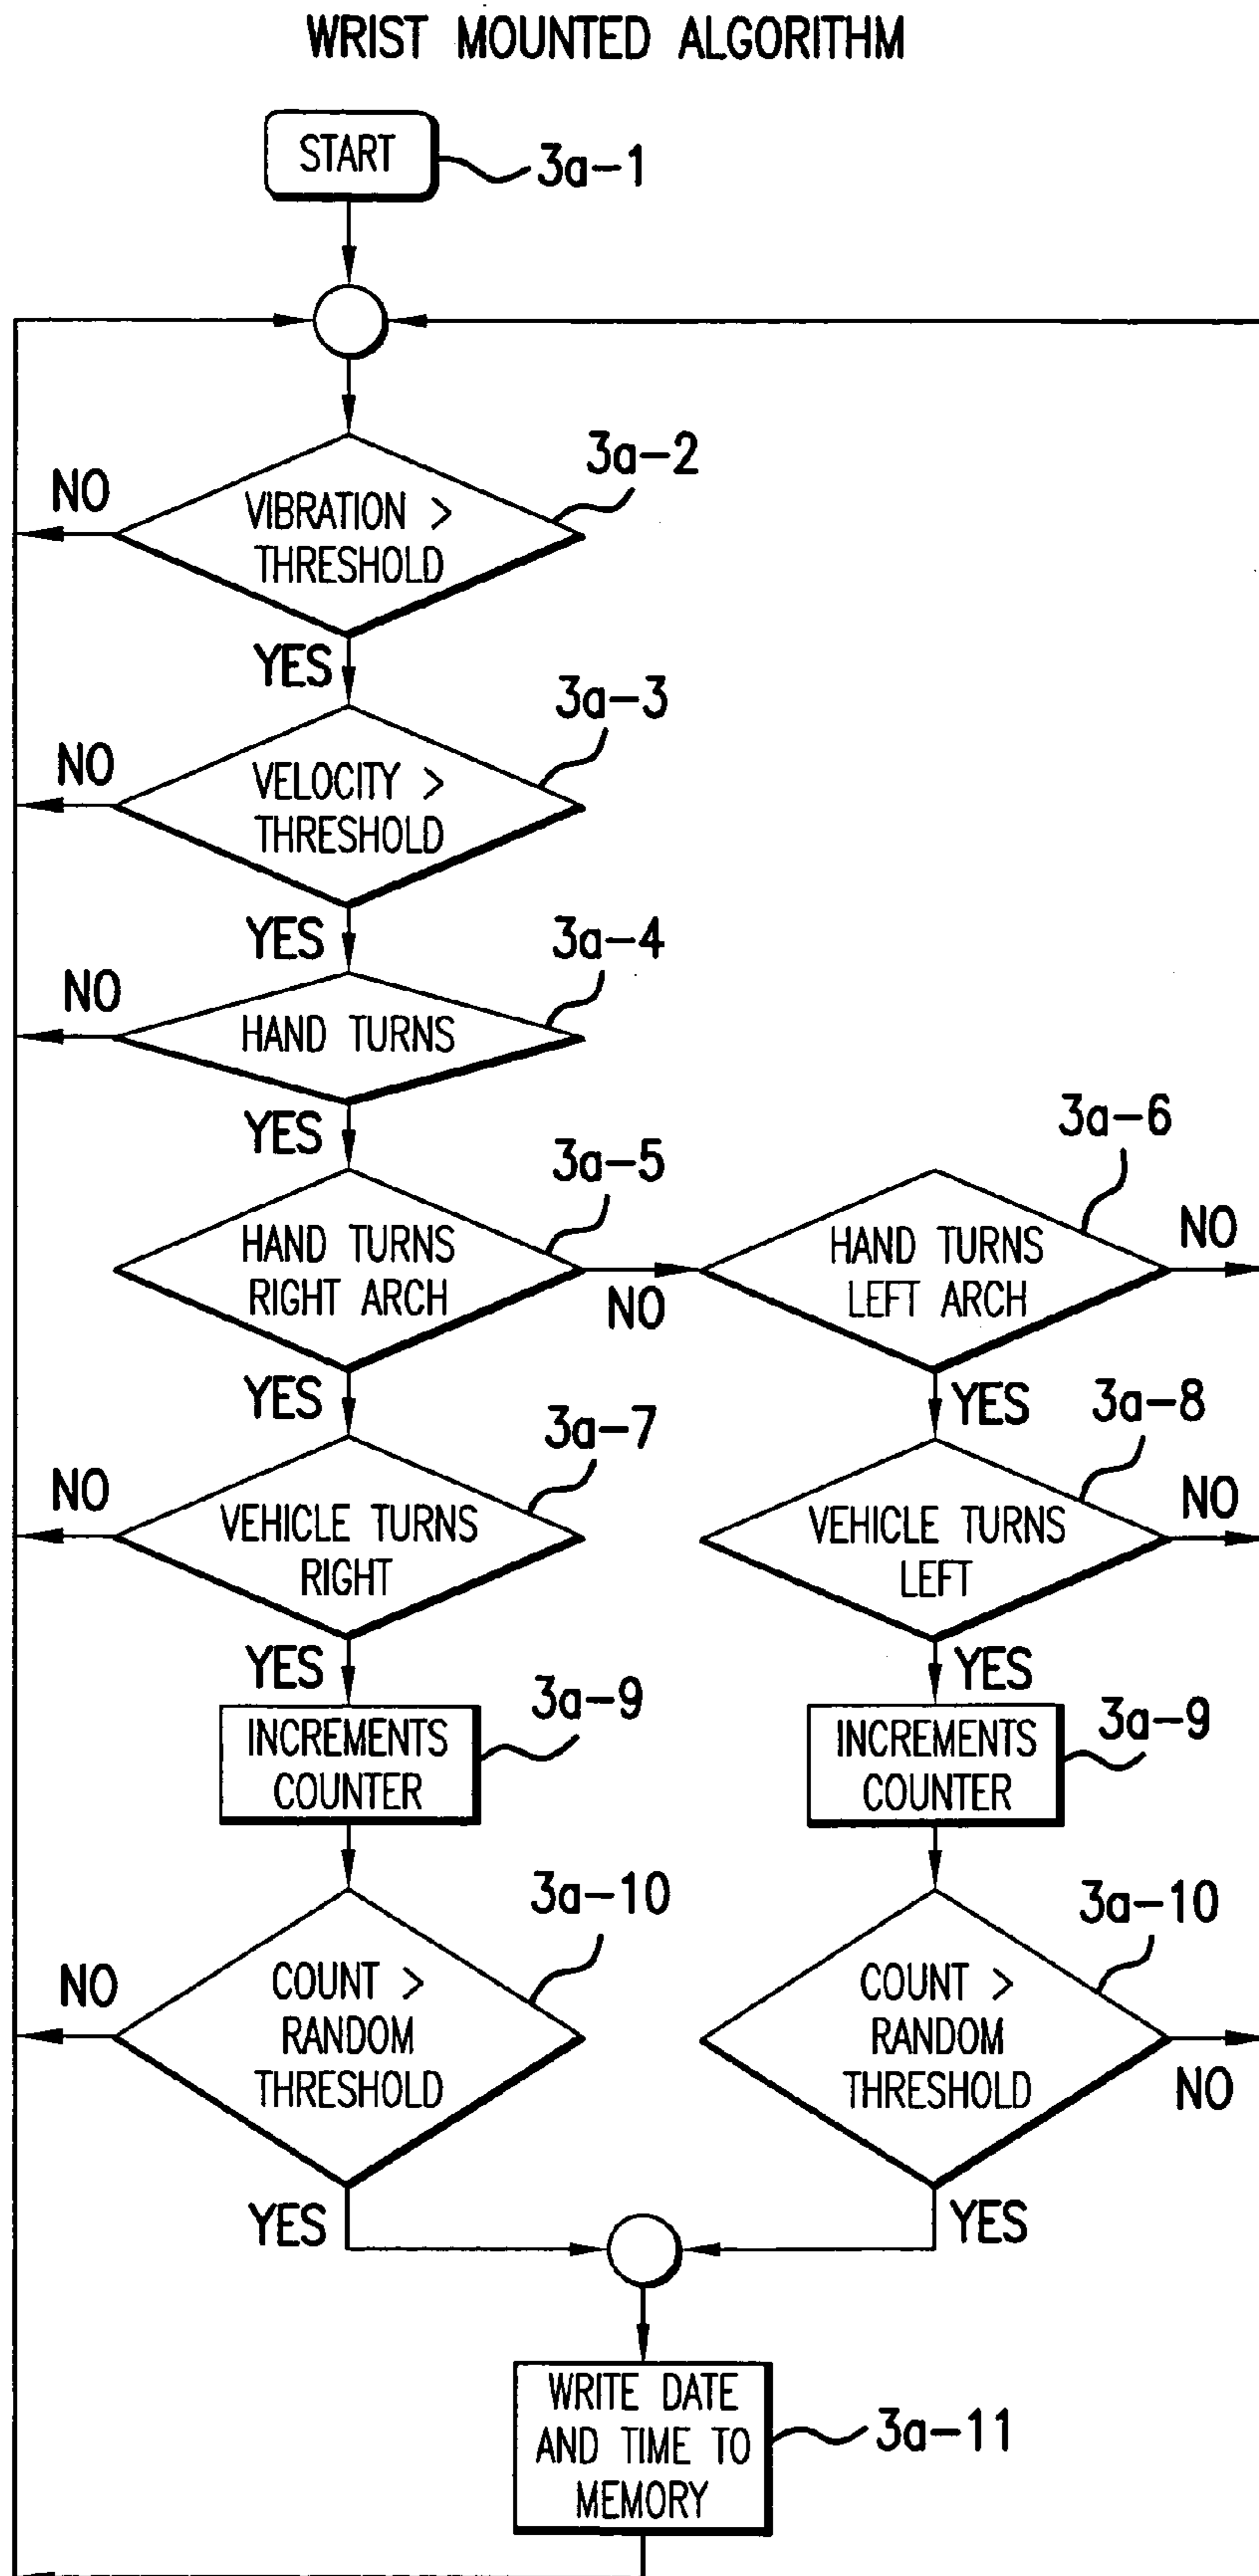 WRIST MOUNTED ALGORITHM
START
3a-1
3a-2
NO
VIBRATION >
THRESHOLD
YES
3a-3
NO
VELOCITY >
THRESHOLD
YES
3a-4
NO
HAND TURNS
YES
3a-5
3a-6
HAND TURNS
RIGHT ARCH
NO
HAND TURNS
LEFT ARCH
NO
YES
YES
3a-7
3a-8
NO
VEHICLE TURNS
RIGHT
VEHICLE TURNS
LEFT
NO
YES
YES
3a-9
3a-9
INCREMENTS
COUNTER
INCREMENTS
COUNTER
3a-10
3a-10
NO
COUNT >
RANDOM
THRESHOLD
COUNT >
RANDOM
THRESHOLD
NO
YES
YES
WRITE DATE
AND TIME TO
MEMORY
3a-11